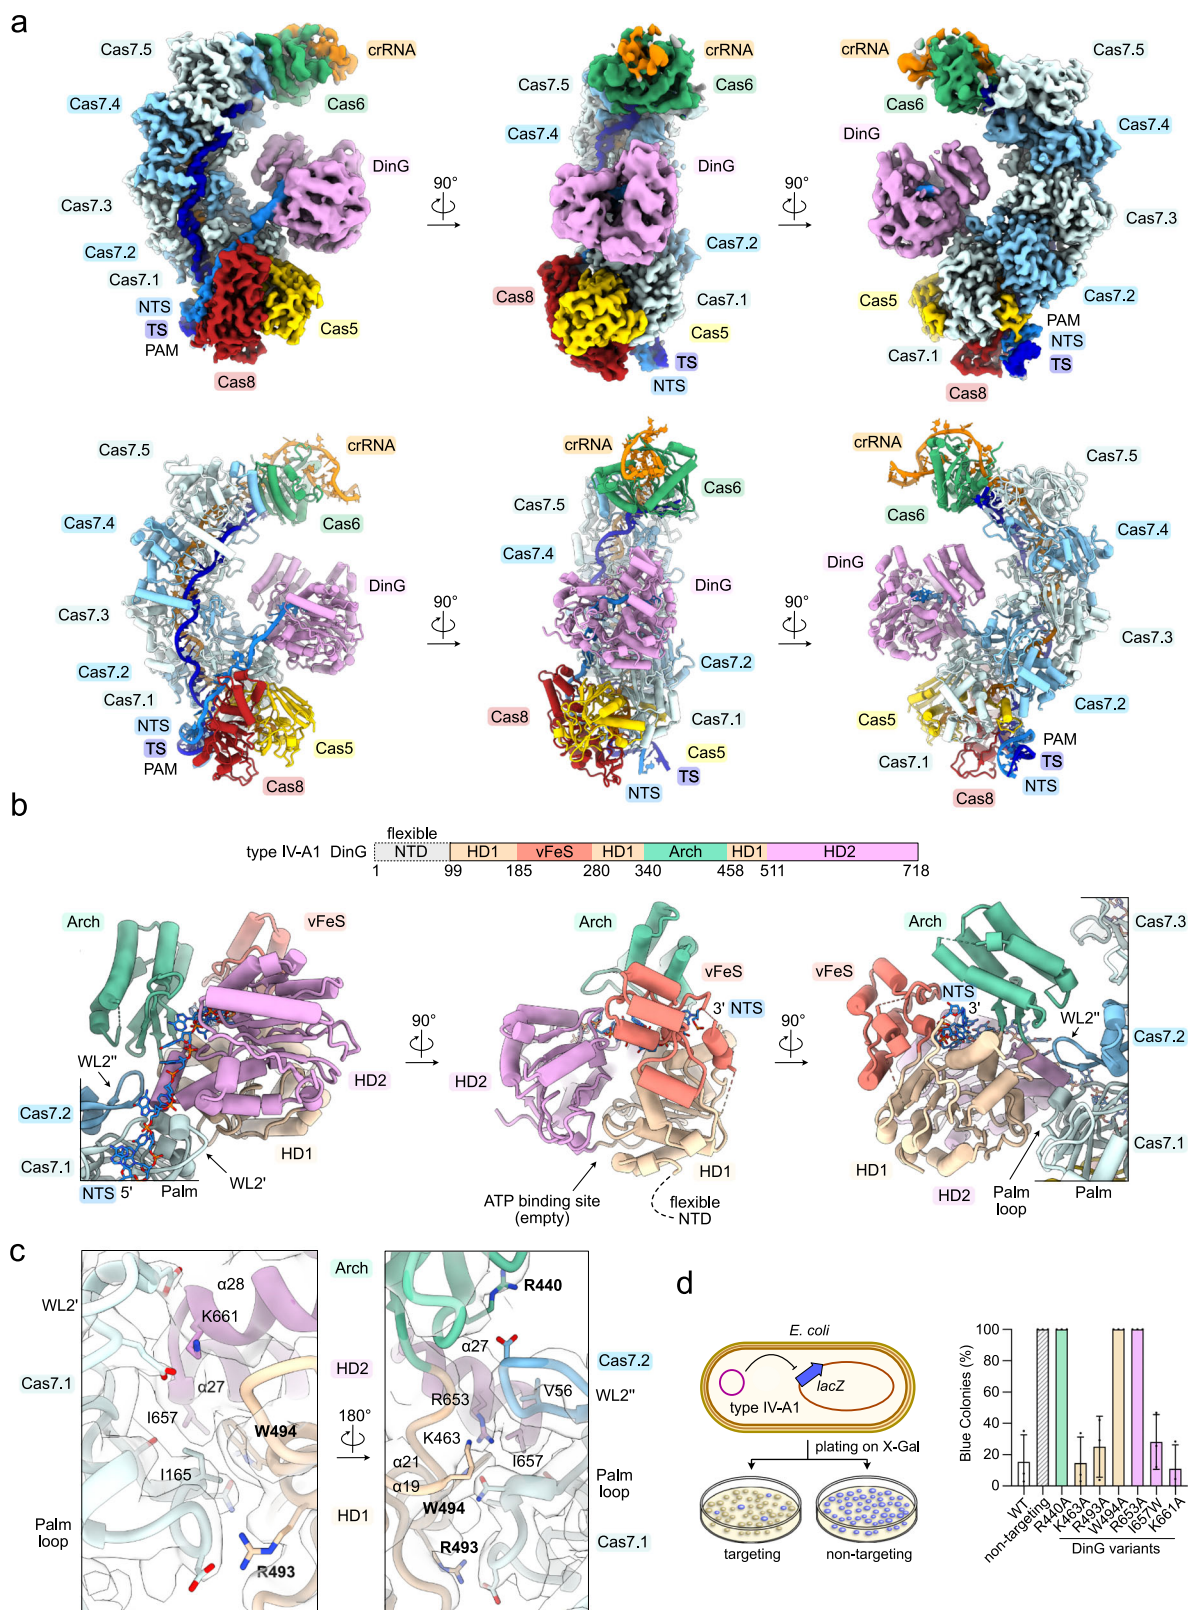 a
Cas7.5
crRNA
Cas7.4
Cas6
DinG
Cas7.3
Cas7.2
Cas7.1
NTS
TS
PAM
Cas5
Cas8
90°
crRNA
Cas7.5
Cas6
Cas7.4
DinG
Cas7.2
Cas8
Cas7.1
Cas5
TS
NTS
90°
crRNA
Cas7.5
Cas6
Cas7.4
DinG
Cas7.3
Cas5
Cas7.2
PAM
NTS
Cas7.1
TS
Cas8
Cas7.5
crRNA
Cas7.4
Cas6
DinG
Cas7.3
Cas7.2
Cas7.1
NTS
TS
PAM
Cas5
Cas8
90°
crRNA
Cas7.5
Cas6
Cas7.4
DinG
Cas7.2
Cas8
Cas7.1
Cas5
TS
NTS
90°
crRNA
Cas7.5
Cas6
Cas7.4
DinG
Cas7.3
Cas5
Cas7.2
PAM
Cas7.1
NTS
TS
Cas8
b
flexible
type IV-A1 DinG NTD HD1 vFeS HD1 Arch HD1 HD2
1 99 185 280 340 458 511 718
Arch
vFeS
WL2''
HD2
Cas7.2
Cas7.1
HD1
WL2'
NTS 5' Palm
90°
Arch
vFeS
3' NTS
HD2
HD1
ATP binding site
(empty)
flexible
NTD
90°
Arch
Cas7.3
vFeS
NTS
3'
WL2''
Cas7.2
Cas7.1
HD1
HD2
Palm
loop
Palm
c
α28
WL2'
K661
Cas7.1
α27
I657
W494
I165
Palm
loop
R493
Arch
HD2
180°
HD1
R440
α27
Cas7.2
V56
WL2''
R653
K463
I657
α21
α19
W494
Palm
loop
Cas7.1
R493
d
E. coli
lacZ
type IV-A1
plating on X-Gal
targeting
non-targeting
Blue Colonies (%)
100
80
60
40
20
0
WT
non-targeting
R440A
K463A
R493A
W494A
R653A
I657W
K661A
DinG variants